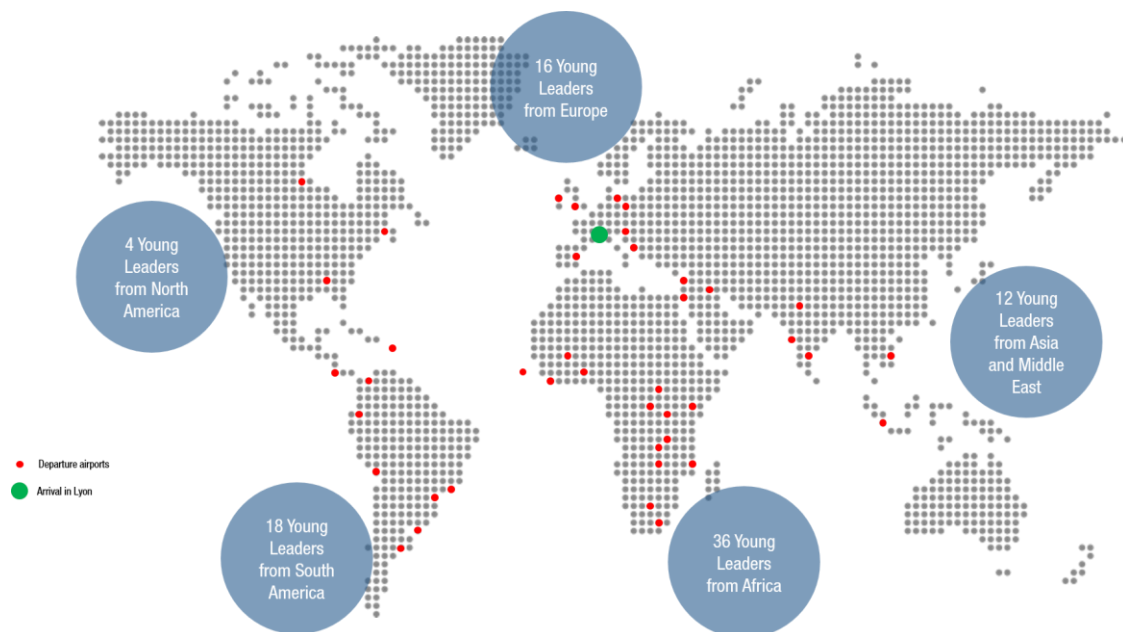 16 Young
Leaders
from Europe
4 Young
Leaders
from North
America
12 Young
Leaders
from Asia
and Middle
East
Departure airports
Arrival in Lyon
18 Young
Leaders
from South
America
36 Young
Leaders
from Africa